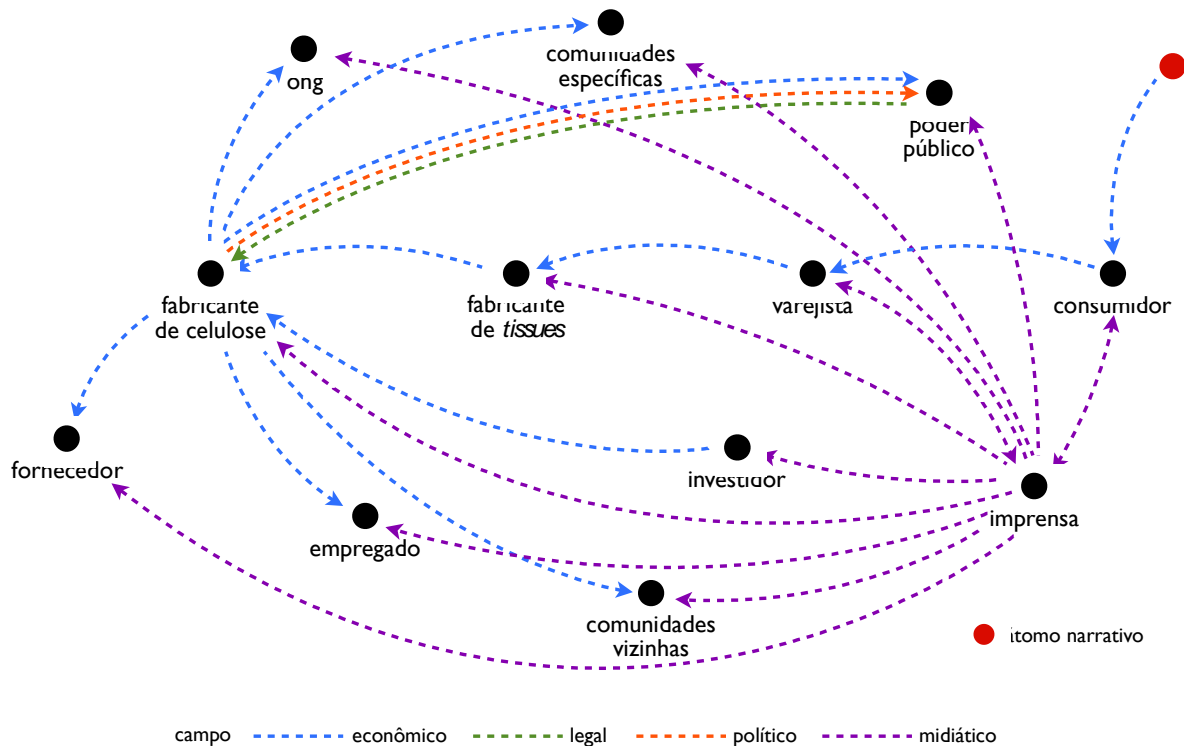 ong
comunidades
específicas
poder
público
fabricante
de celulose
fabricante
de tissues
varejista
consumidor
fornecedor
investidor
imprensa
empregado
comunidades
vizinhas
átomo narrativo
campo econômico legal político midiático